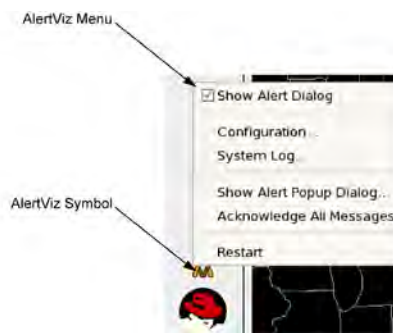 AlertViz Menu
Show Alert Dialog
Configuration...
System Log...
Show Alert Popup Dialog...
Acknowledge All Messages
AlertViz Symbol
Restart